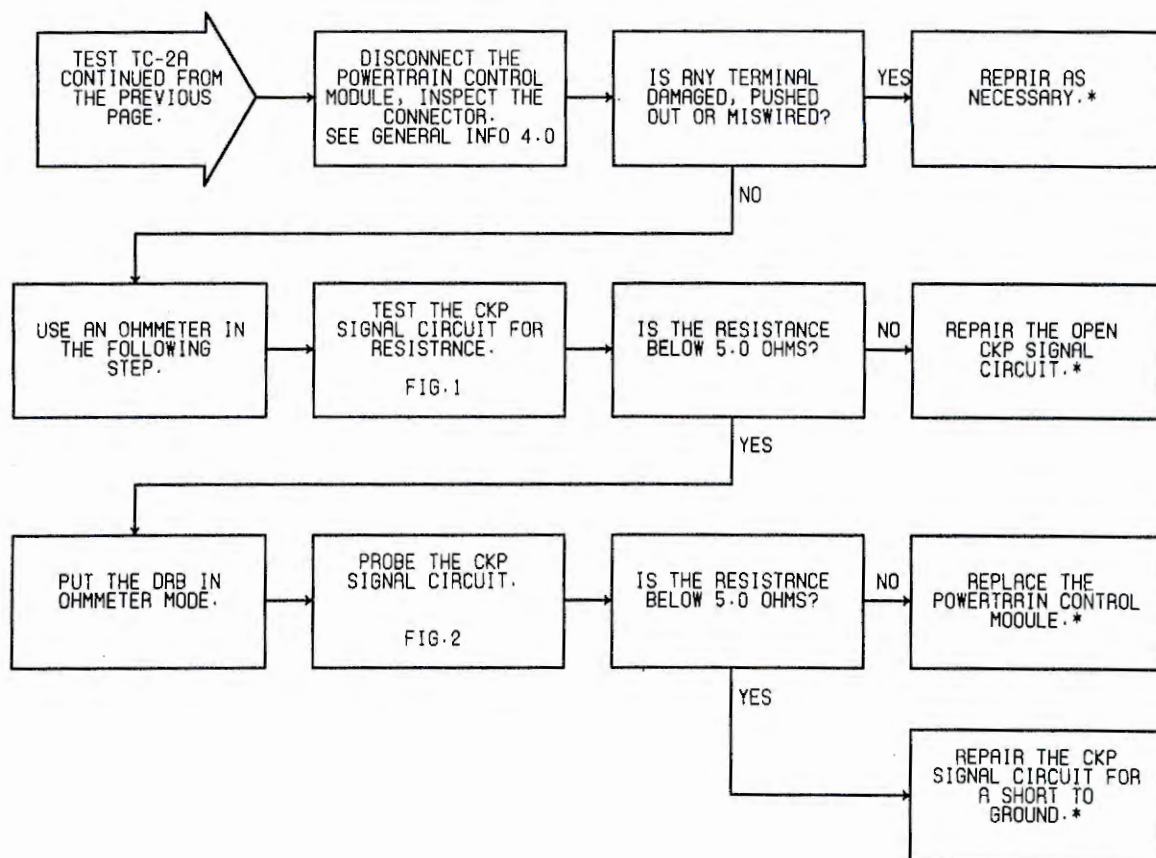 TEST TC-2A
CONTINUED FROM
THE PREVIOUS
PAGE.
DISCONNECT THE
POWERTRAIN CONTROL
MODULE, INSPECT THE
CONNECTOR.
SEE GENERAL INFO 4.0
IS ANY TERMINAL
DAMAGED, PUSHED
OUT OR MISWIRED?
YES
REPAIR AS
NECESSARY.*
NO
USE AN OHMMETER IN
THE FOLLOWING
STEP.
TEST THE CKP
SIGNAL CIRCUIT FOR
RESISTANCE.
FIG.1
IS THE RESISTANCE
BELOW 5.0 OHMS?
NO
REPAIR THE OPEN
CKP SIGNAL
CIRCUIT.*
YES
PUT THE DRB IN
OHMMETER MODE.
PROBE THE CKP
SIGNAL CIRCUIT.
FIG.2
IS THE RESISTANCE
BELOW 5.0 OHMS?
NO
REPLACE THE
POWERTRAIN CONTROL
MODULE.*
YES
REPAIR THE CKP
SIGNAL CIRCUIT FOR
A SHORT TO
GROUND.*